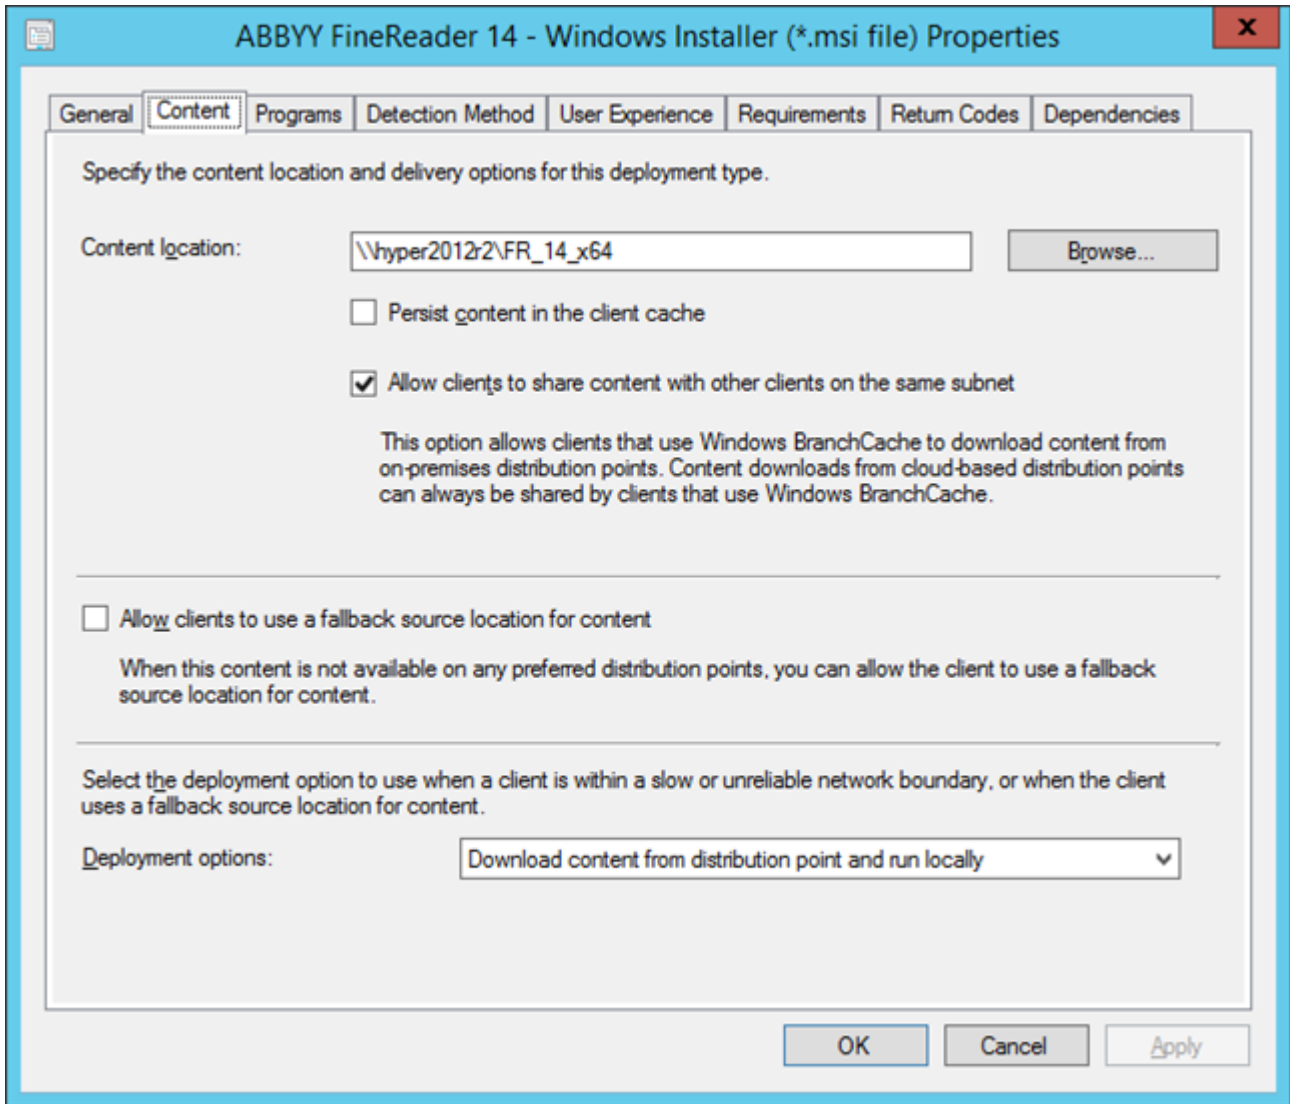 ABBYY FineReader 14 - Windows Installer (*.msi file) Properties
x
General Content Programs Detection Method User Experience Requirements Return Codes Dependencies
Specify the content location and delivery options for this deployment type.
Content location: \\hyper2012r2\FR_14_x64 Browse...
Persist content in the client cache
Allow clients to share content with other clients on the same subnet
This option allows clients that use Windows BranchCache to download content from
on-premises distribution points. Content downloads from cloud-based distribution points
can always be shared by clients that use Windows BranchCache.
Allow clients to use a fallback source location for content
When this content is not available on any preferred distribution points, you can allow the client to use a fallback
source location for content.
Select the deployment option to use when a client is within a slow or unreliable network boundary, or when the client
uses a fallback source location for content.
Deployment options: Download content from distribution point and run locally
OK Cancel Apply